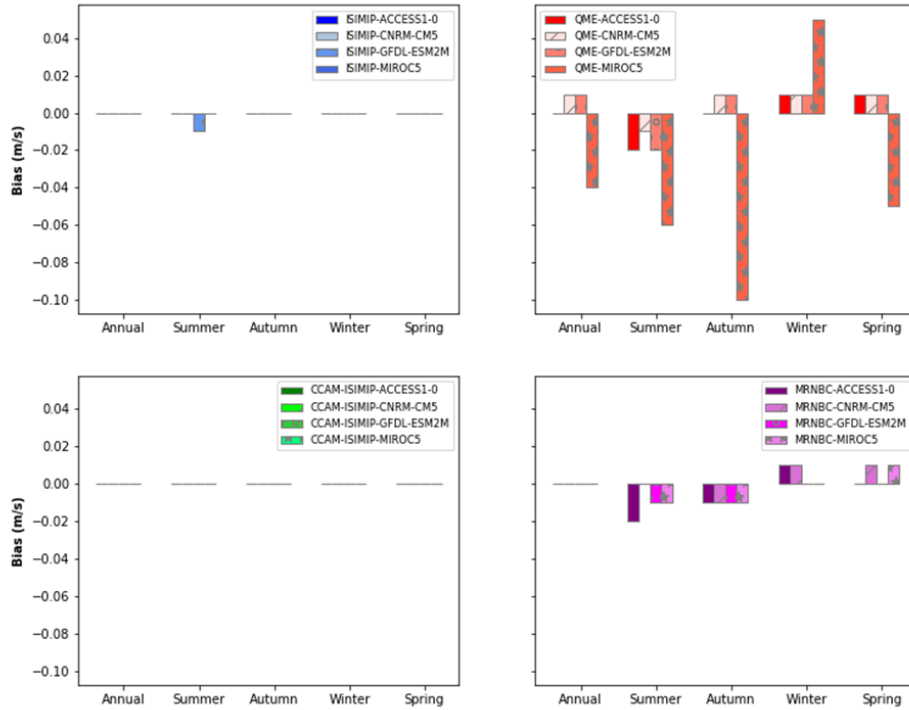 ISIMIP-ACCESS1-0
ISIMIP-CNRM-CM5
ISIMIP-GFDL-ESM2M
ISIMIP-MIROC5
Bias (m/s)
0.04
0.02
0.00
−0.02
−0.04
−0.06
−0.08
−0.10
Annual Summer Autumn Winter Spring
QME-ACCESS1-0
QME-CNRM-CM5
QME-GFDL-ESM2M
QME-MIROC5
Annual Summer Autumn Winter Spring
CCAM-ISIMIP-ACCESS1-0
CCAM-ISIMIP-CNRM-CM5
CCAM-ISIMIP-GFDL-ESM2M
CCAM-ISIMIP-MIROC5
Bias (m/s)
0.04
0.02
0.00
−0.02
−0.04
−0.06
−0.08
−0.10
Annual Summer Autumn Winter Spring
MRNBC-ACCESS1-0
MRNBC-CNRM-CM5
MRNBC-GFDL-ESM2M
MRNBC-MIROC5
Annual Summer Autumn Winter Spring